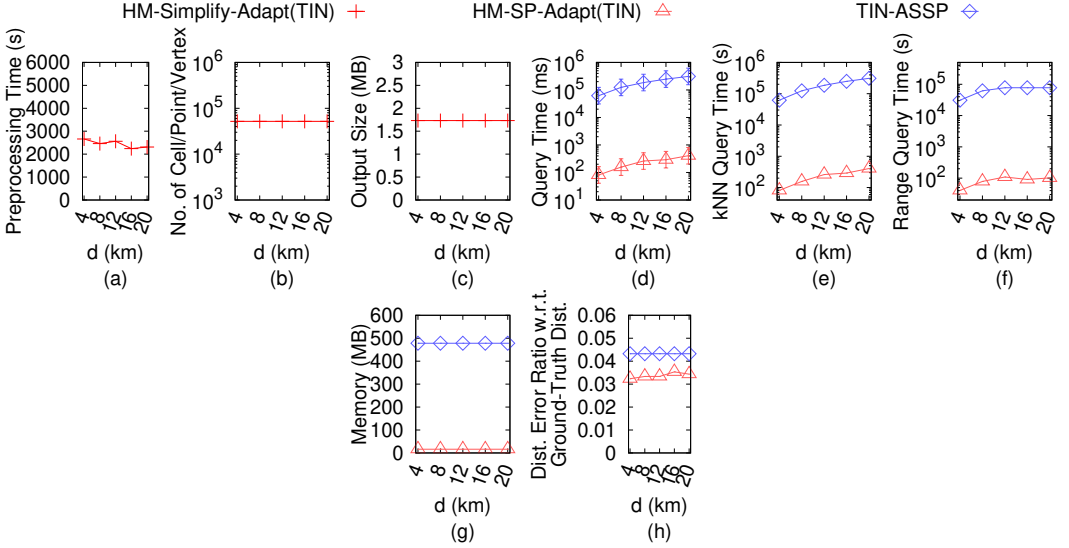 HM-Simplify-Adapt(TIN) HM-SP-Adapt(TIN) TIN-ASSP
Preprocessing Time (s)
6000
5000
4000
3000
2000
1000
0
4 8 12 16 20
d (km)
(a)
No. of Cell/Point/Vertex
10^6
10^5
10^4
10^3
4 8 12 16 20
d (km)
(b)
Output Size (MB)
3
2.5
2
1.5
1
0.5
0
4 8 12 16 20
d (km)
(c)
Query Time (ms)
10^6
10^5
10^4
10^3
10^2
10^1
4 8 12 16 20
d (km)
(d)
kNN Query Time (s)
10^6
10^5
10^4
10^3
10^2
4 8 12 16 20
d (km)
(e)
Range Query Time (s)
10^5
10^4
10^3
10^2
4 8 12 16 20
d (km)
(f)
Memory (MB)
600
500
400
300
200
100
0
4 8 12 16 20
d (km)
(g)
Dist. Error Ratio w.r.t.
Ground-Truth Dist.
0.06
0.05
0.04
0.03
0.02
0.01
0
4 8 12 16 20
d (km)
(h)